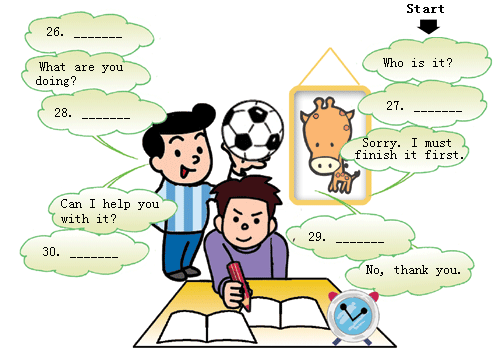 Start
26. _______
What are you
doing?
28. _______
Can I help you
with it?
30. _______
Who is it?
27. _______
Sorry. I must
finish it first.
29. _______
No, thank you.